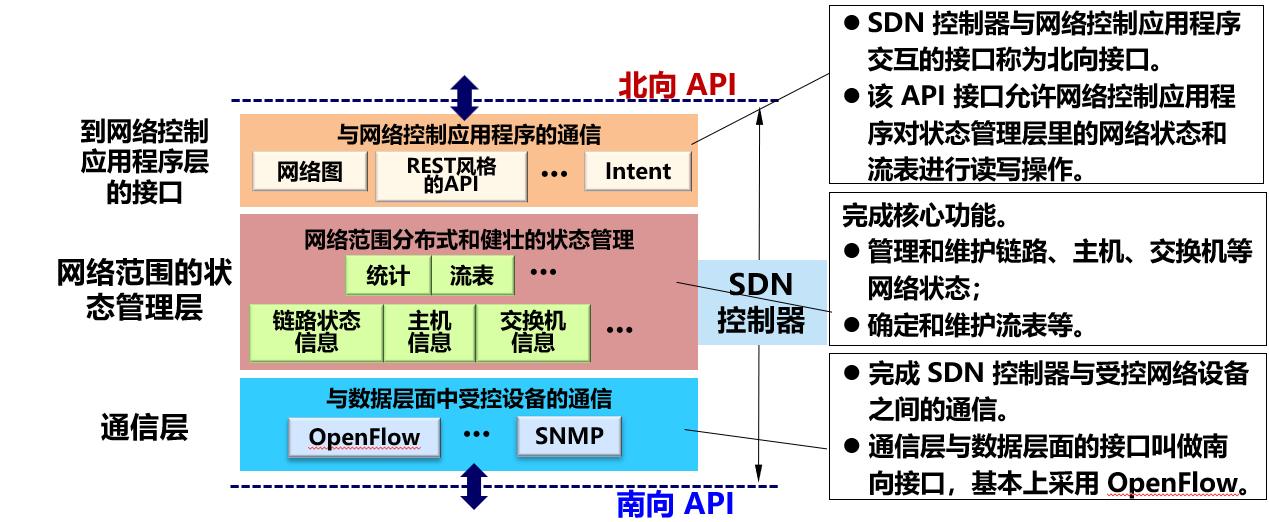 北向 API
到网络控制
应用程序层
的接口
与网络控制应用程序的通信
网络图
REST风格
的API
•••
Intent
● SDN 控制器与网络控制应用程序
交互的接口称为北向接口。
● 该 API 接口允许网络控制应用程
序对状态管理层里的网络状态和
流表进行读写操作。
网络范围的状
态管理层
网络范围分布式和健壮的状态管理
统计
流表
•••
链路状态
信息
主机
信息
交换机
信息
•••
SDN
控制器
完成核心功能。
● 管理和维护链路、主机、交换机等
网络状态；
● 确定和维护流表等。
通信层
与数据层面中受控设备的通信
OpenFlow
•••
SNMP
● 完成 SDN 控制器与受控网络设备
之间的通信。
● 通信层与数据层面的接口叫做南
向接口，基本上采用 OpenFlow。
南向 API